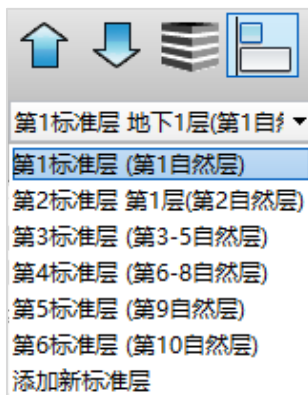 第1标准层 地下1层(第1自
第1标准层 (第1自然层)
第2标准层 第1层(第2自然层)
第3标准层 (第3-5自然层)
第4标准层 (第6-8自然层)
第5标准层 (第9自然层)
第6标准层 (第10自然层)
添加新标准层